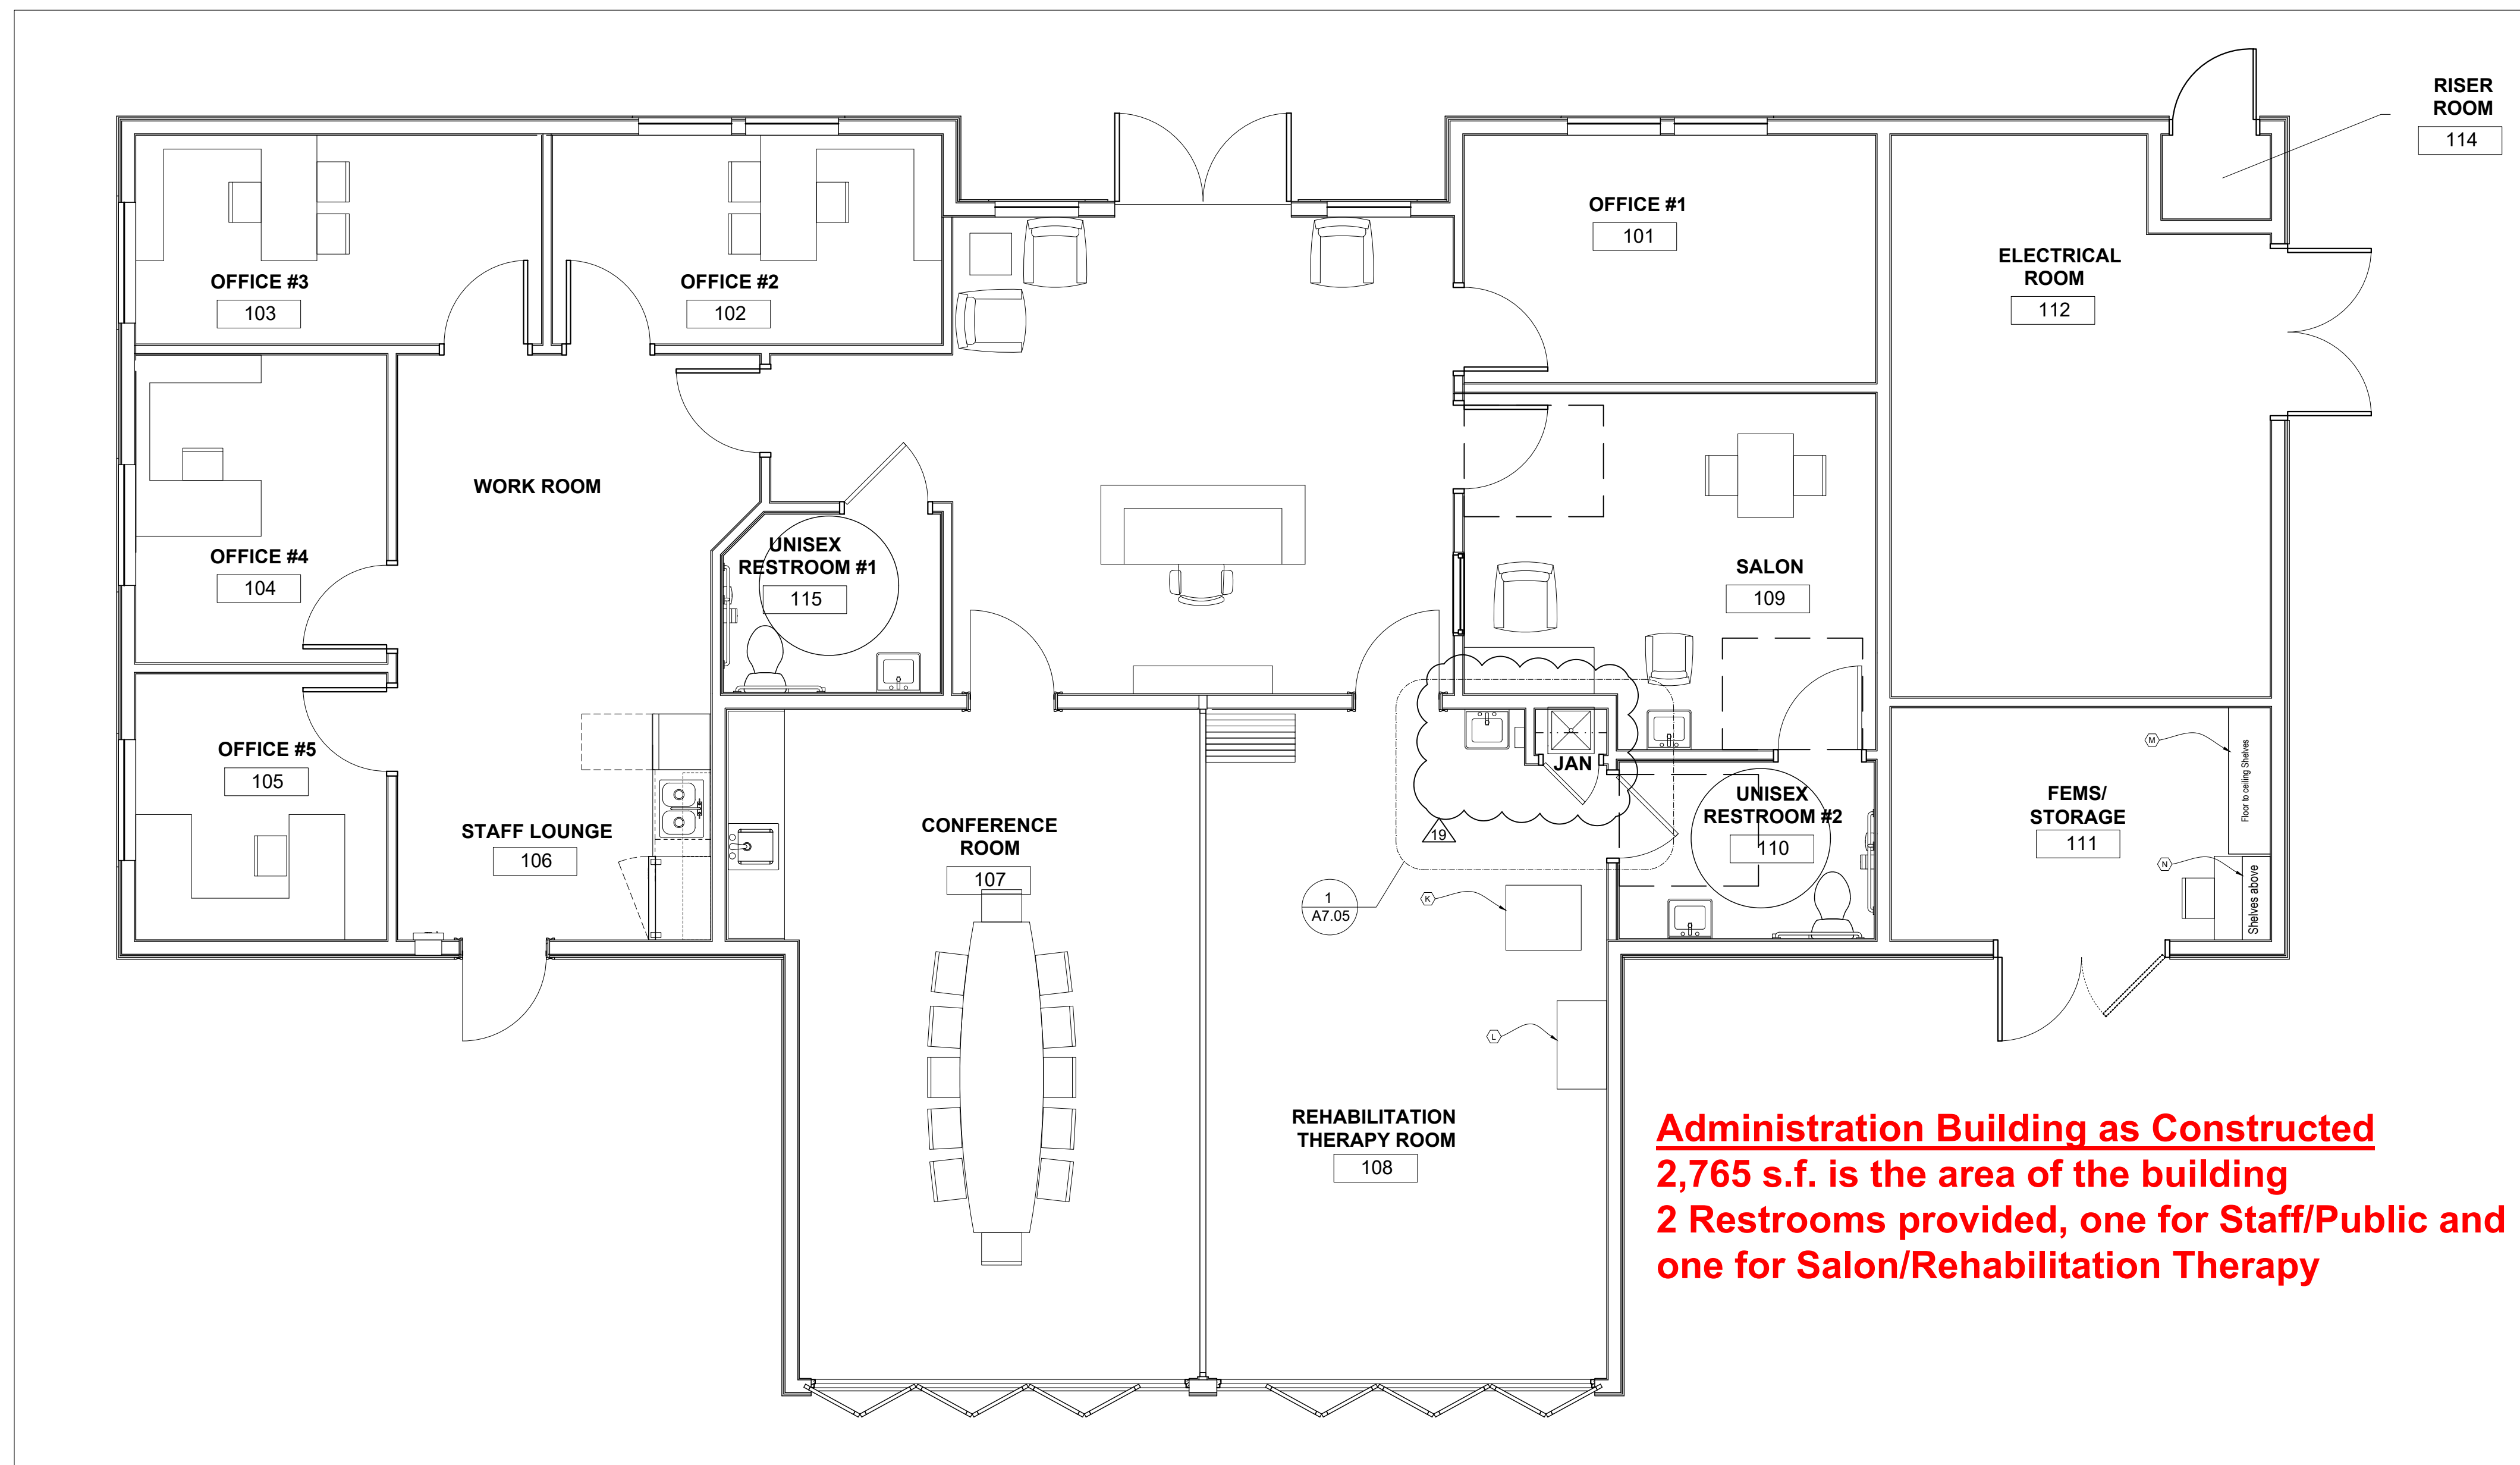 RISER
ROOM
114
OFFICE #1
101
ELECTRICAL
ROOM
112
OFFICE #3
103
OFFICE #2
102
WORK ROOM
OFFICE #4
104
UNISEX
RESTROOM #1
115
SALON
109
OFFICE #5
105
STAFF LOUNGE
106
CONFERENCE
ROOM
107
JAN
19
1
A7.05
UNISEX
RESTROOM #2
110
FEMS/
STORAGE
111
M
Floor to ceiling Shelves
N
Shelves above
K
L
REHABILITATION
THERAPY ROOM
108
Administration Building as Constructed
2,765 s.f. is the area of the building
2 Restrooms provided, one for Staff/Public and
one for Salon/Rehabilitation Therapy